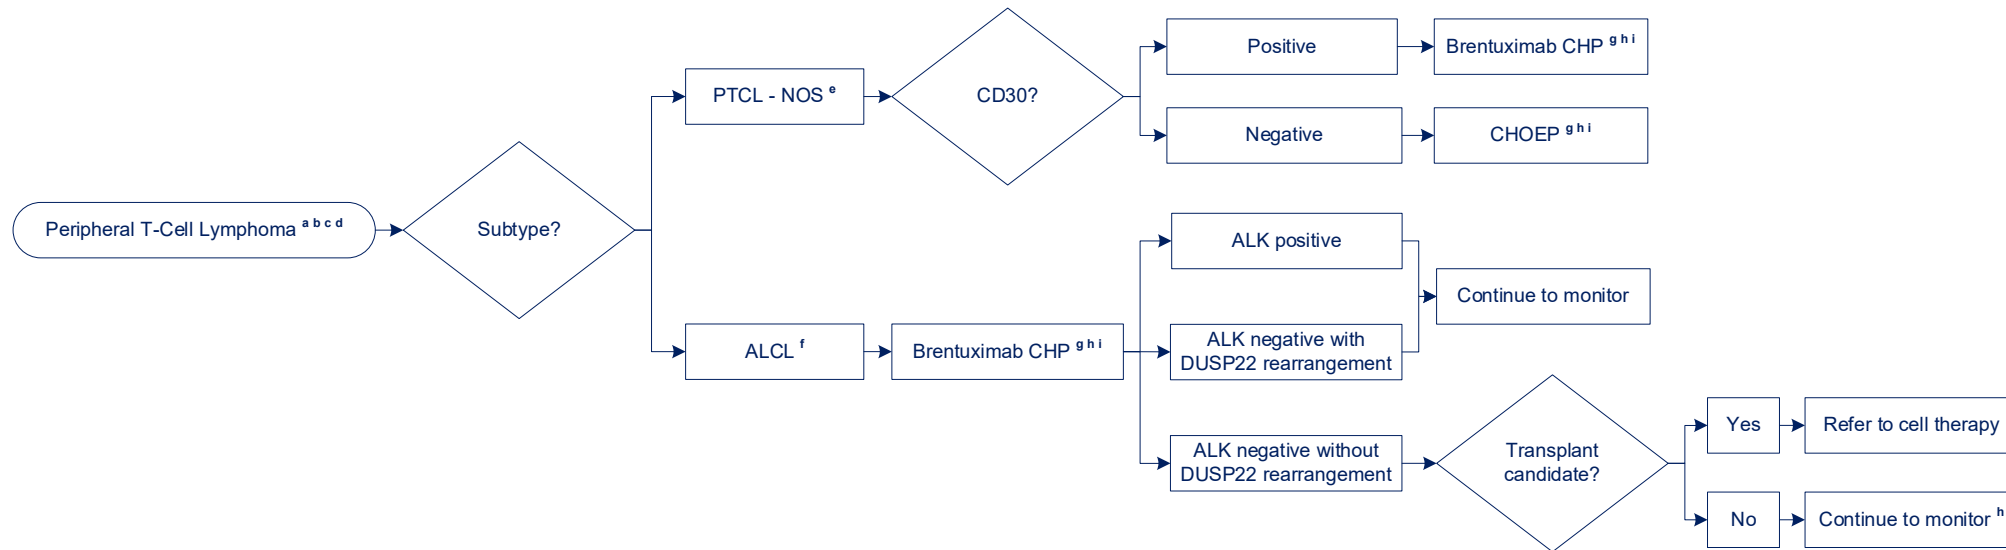 Peripheral T-Cell Lymphoma a b c d
Subtype?
PTCL - NOS e
CD30?
Positive
Brentuximab CHP g h i
Negative
CHOEP g h i
ALCL f
Brentuximab CHP g h i
ALK positive
ALK negative with
DUSP22 rearrangement
Continue to monitor
ALK negative without
DUSP22 rearrangement
Transplant
candidate?
Yes
Refer to cell therapy
No
Continue to monitor h